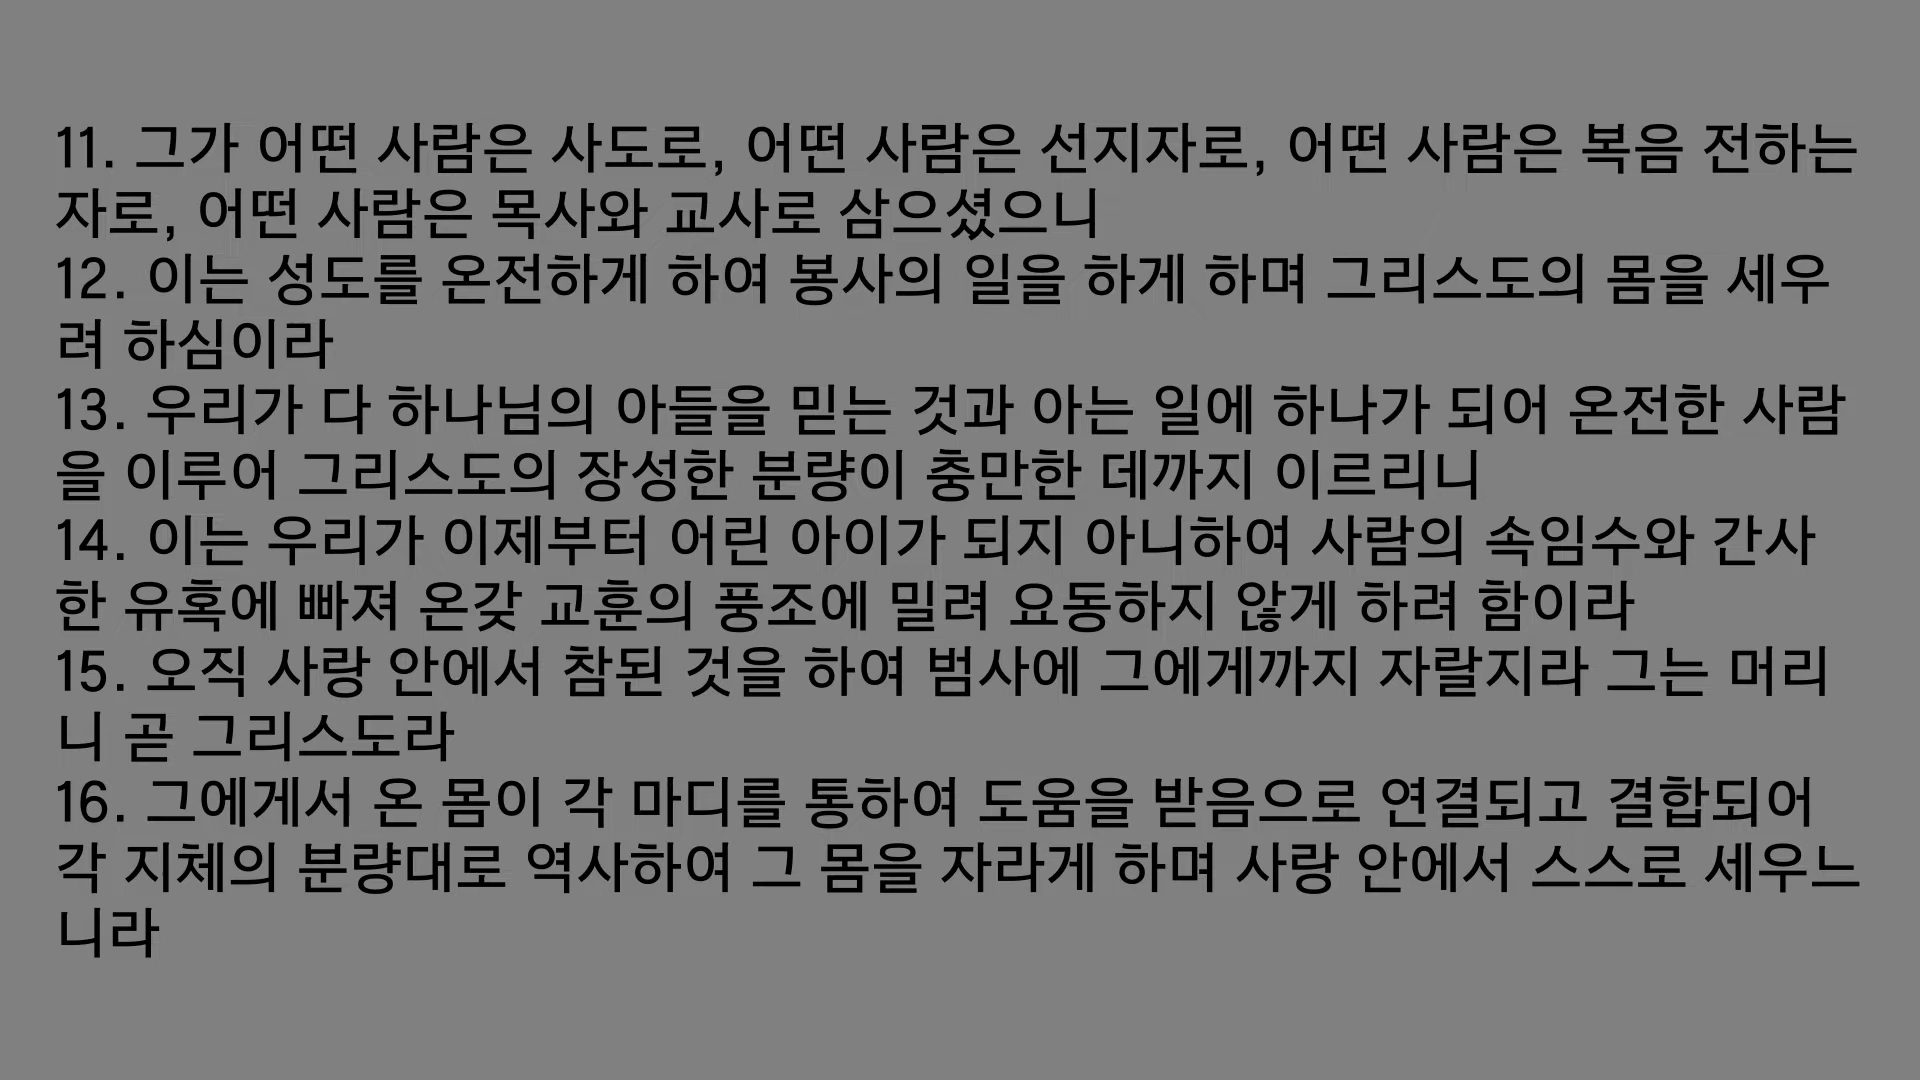 11. 그가 어떤 사람은 사도로, 어떤 사람은 선지자로, 어떤 사람은 복음 전하는
자로, 어떤 사람은 목사와 교사로 삼으셨으니
12. 이는 성도를 온전하게 하여 봉사의 일을 하게 하며 그리스도의 몸을 세우
려 하심이라
13. 우리가 다 하나님의 아들을 믿는 것과 아는 일에 하나가 되어 온전한 사람
을 이루어 그리스도의 장성한 분량이 충만한 데까지 이르리니
14. 이는 우리가 이제부터 어린 아이가 되지 아니하여 사람의 속임수와 간사
한 유혹에 빠져 온갖 교훈의 풍조에 밀려 요동하지 않게 하려 함이라
15. 오직 사랑 안에서 참된 것을 하여 범사에 그에게까지 자랄지라 그는 머리
니 곧 그리스도라
16. 그에게서 온 몸이 각 마디를 통하여 도움을 받음으로 연결되고 결합되어
각 지체의 분량대로 역사하여 그 몸을 자라게 하며 사랑 안에서 스스로 세우느
니라